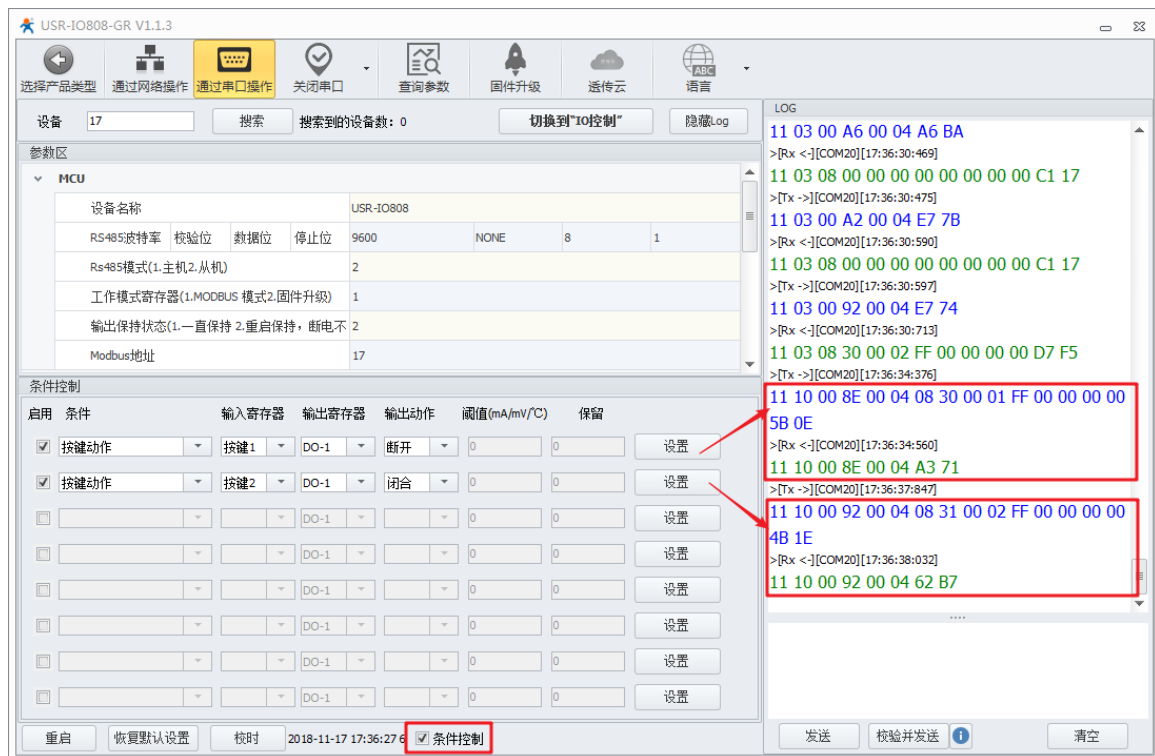 USR-IO808-GR V1.1.3
选择产品类型 通过网络操作 通过串口操作 关闭串口 查询参数 固件升级 透传云 ABC 语言
设备 17 搜索 搜索到的设备数: 0 切换到"IO控制" 隐藏Log
参数区
MCU
设备名称 USR-IO808
RS485波特率 校验位 数据位 停止位 9600 NONE 8 1
Rs485模式(1.主机2.从机) 2
工作模式寄存器(1.MODBUS 模式2.固件升级) 1
输出保持状态(1.一直保持 2.重启保持，断电不 2
Modbus地址 17
条件控制
启用 条件 输入寄存器 输出寄存器 输出动作 阈值(mA/mV/℃) 保留
按键动作 按键1 DO-1 断开 0 0 设置
按键动作 按键2 DO-1 闭合 0 0 设置
DO-1 0 0 设置
DO-1 0 0 设置
DO-1 0 0 设置
DO-1 0 0 设置
DO-1 0 0 设置
DO-1 0 0 设置
重启 恢复默认设置 校时 2018-11-17 17:36:27 6 条件控制
LOG
11 03 00 A6 00 04 A6 BA
>[Rx <-][COM20][17:36:30:469]
11 03 08 00 00 00 00 00 00 00 00 C1 17
>[Tx ->][COM20][17:36:30:475]
11 03 00 A2 00 04 E7 7B
>[Rx <-][COM20][17:36:30:590]
11 03 08 00 00 00 00 00 00 00 00 C1 17
>[Tx ->][COM20][17:36:30:597]
11 03 00 92 00 04 E7 74
>[Rx <-][COM20][17:36:30:713]
11 03 08 30 00 02 FF 00 00 00 00 D7 F5
>[Tx ->][COM20][17:36:34:376]
11 10 00 8E 00 04 08 30 00 01 FF 00 00 00 00
5B 0E
>[Rx <-][COM20][17:36:34:560]
11 10 00 8E 00 04 A3 71
>[Tx ->][COM20][17:36:37:847]
11 10 00 92 00 04 08 31 00 02 FF 00 00 00 00
4B 1E
>[Rx <-][COM20][17:36:38:032]
11 10 00 92 00 04 62 B7
发送 校验并发送 清空